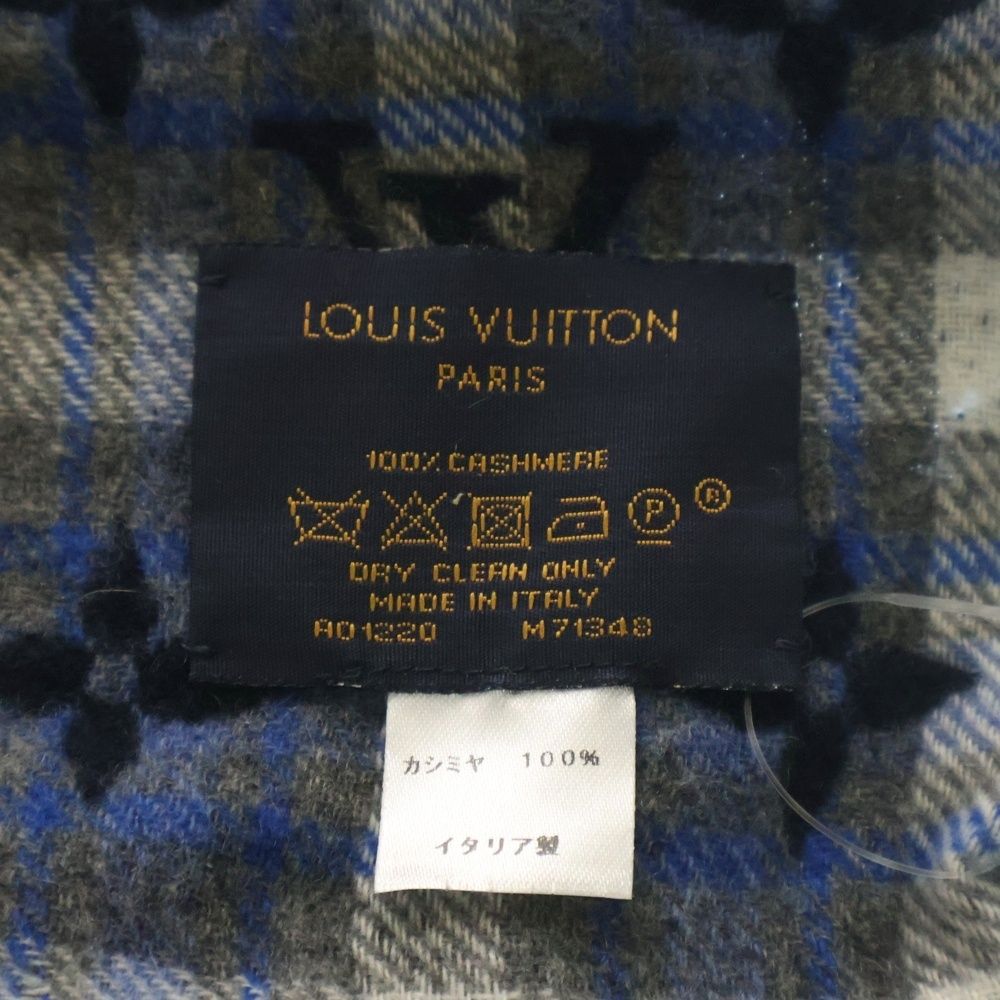 LOUIS VUITTON
PARIS
100% CASHMERE
P ®
DRY CLEAN ONLY
MADE IN ITALY
A01220 M71348
カシミヤ 100%
イタリア製